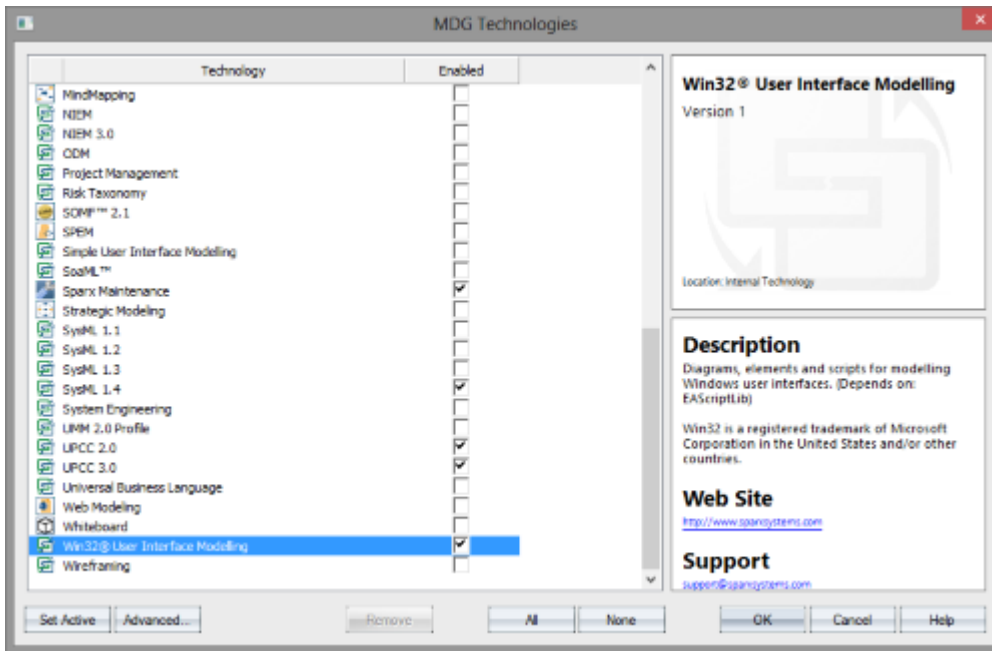 MDG Technologies
Technology Enabled
MindMapping
NIEM
NIEM 3.0
ODM
Project Management
Risk Taxonomy
SOMF™ 2.1
SPEM
Simple User Interface Modelling
SoaML™
Sparx Maintenance
Strategic Modeling
SysML 1.1
SysML 1.2
SysML 1.3
SysML 1.4
System Engineering
UMM 2.0 Profile
UPCC 2.0
UPCC 3.0
Universal Business Language
Web Modeling
Whiteboard
Win32® User Interface Modelling
Wireframing
Win32® User Interface Modelling
Version 1
Location: Internal Technology
Description
Diagrams, elements and scripts for modelling
Windows user interfaces. (Depends on:
EAScriptLib)
Win32 is a registered trademark of Microsoft
Corporation in the United States and/or other
countries.
Web Site
http://www.sparxsystems.com
Support
support@sparxsystems.com
Set Active Advanced... Remove All None OK Cancel Help